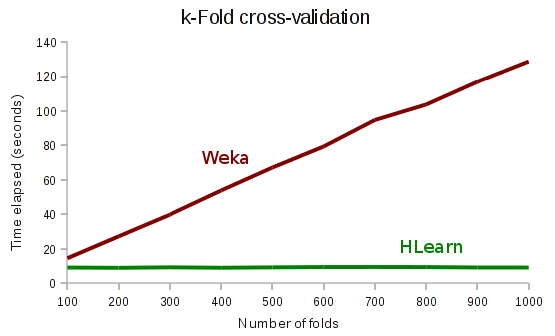 k-Fold cross-validation
Time elapsed (seconds)
140
120
100
80
60
40
20
0
Weka
HLearn
100 200 300 400 500 600 700 800 900 1000
Number of folds